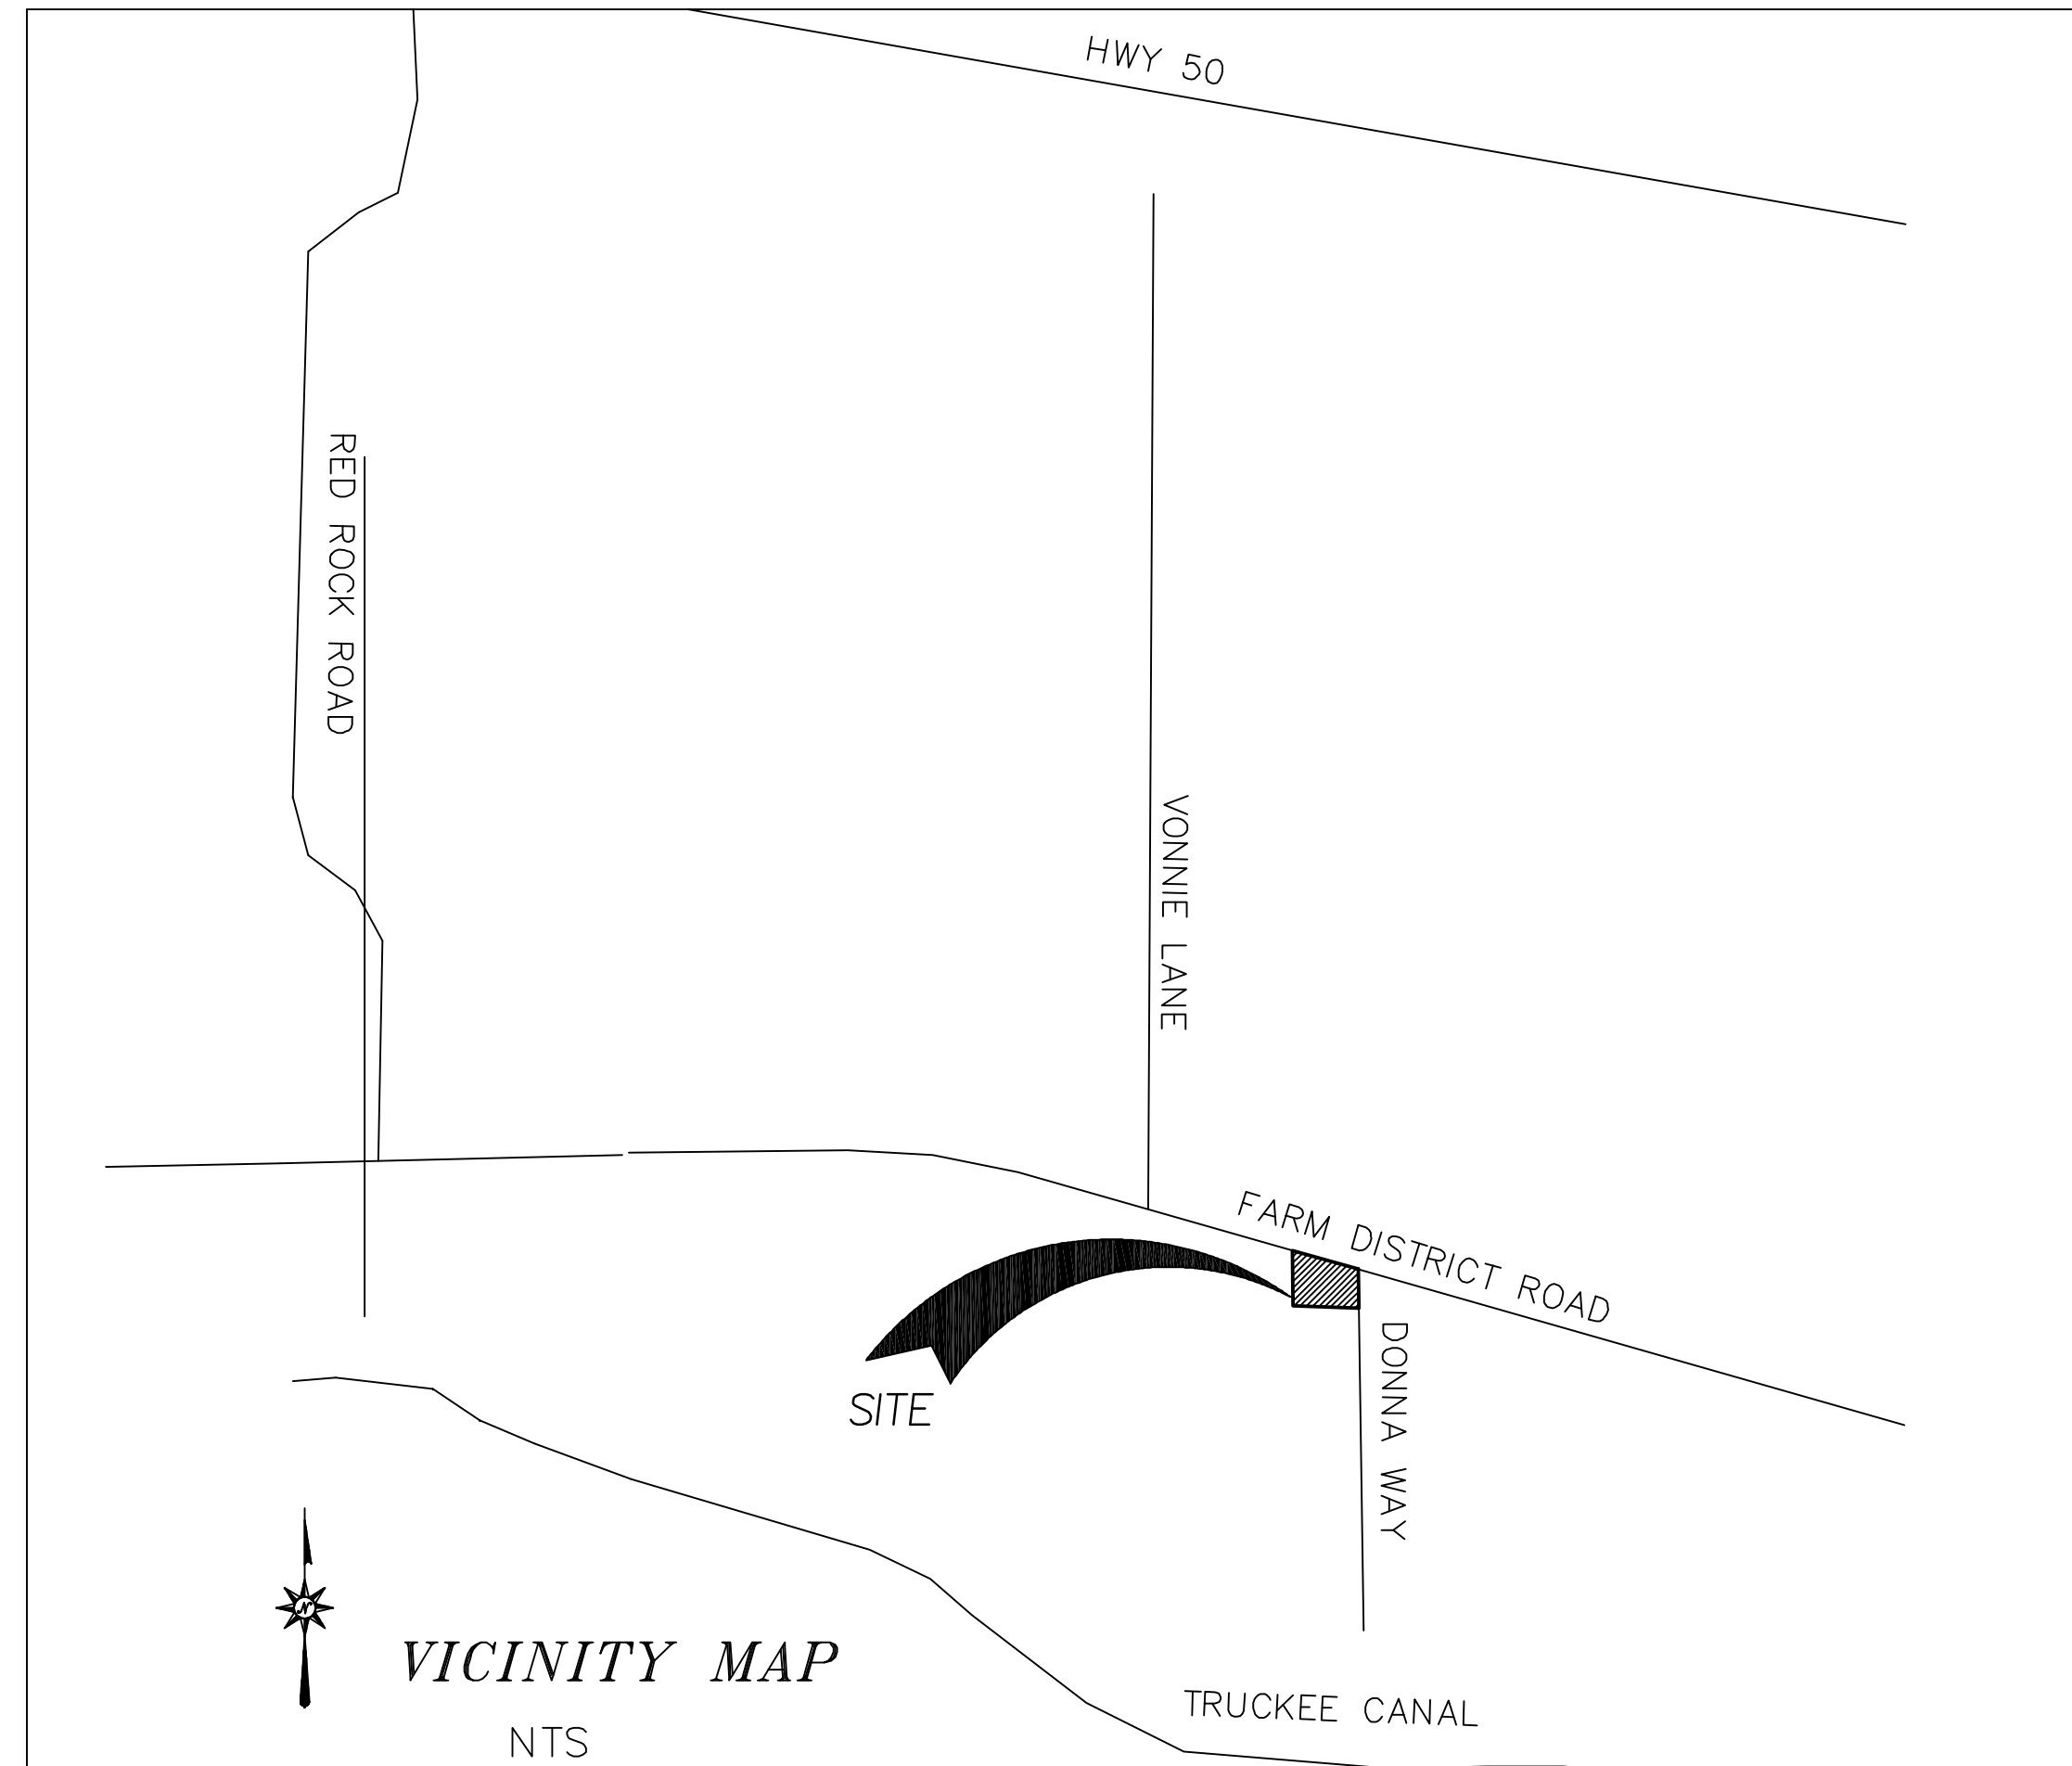 HWY 50
RED ROCK ROAD
VONNIE LANE
FARM DISTRICT ROAD
DONNA WAY
SITE
N
VICINITY MAP
NTS
TRUCKEE CANAL